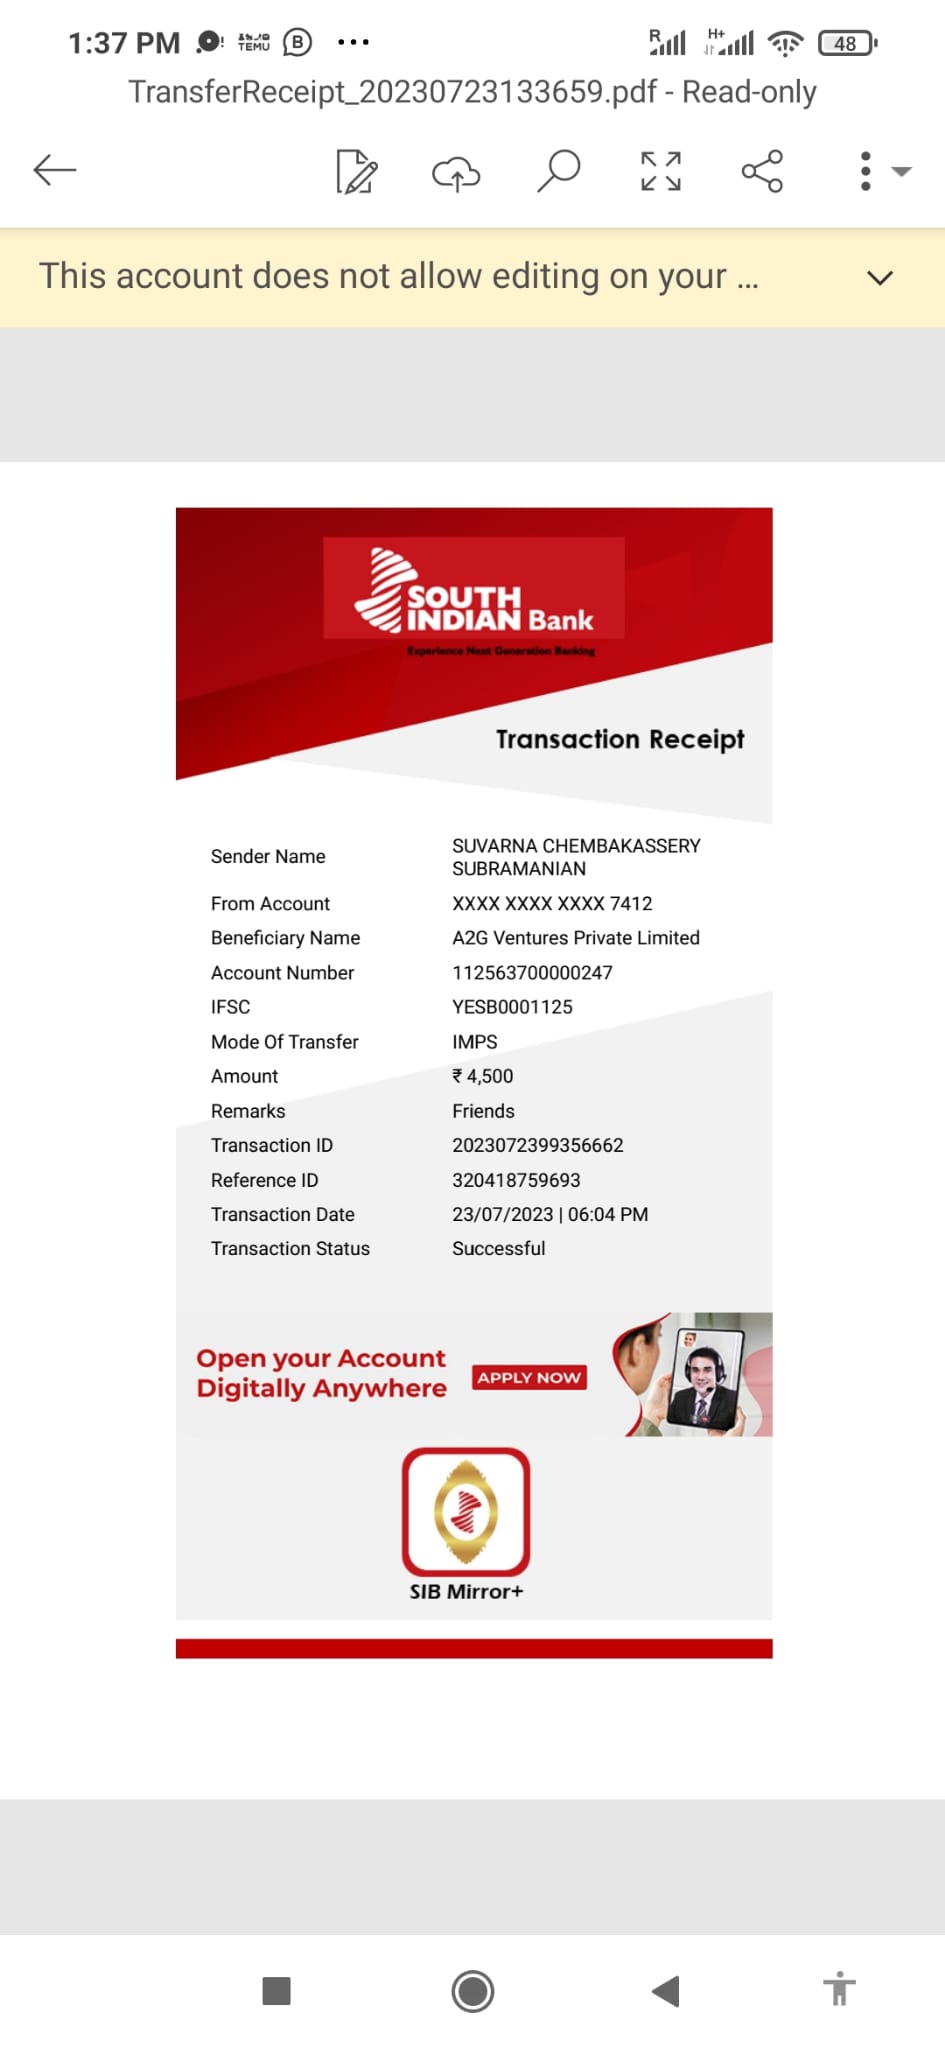 1:37 PM TEMU B ... R H+ 48
TransferReceipt_20230723133659.pdf - Read-only
This account does not allow editing on your ...
SOUTH
INDIAN Bank
Experience Next Generation Banking
Transaction Receipt
Sender Name SUVARNA CHEMBAKASSERY
SUBRAMANIAN
From Account XXXX XXXX XXXX 7412
Beneficiary Name A2G Ventures Private Limited
Account Number 112563700000247
IFSC YESB0001125
Mode Of Transfer IMPS
Amount ₹ 4,500
Remarks Friends
Transaction ID 2023072399356662
Reference ID 320418759693
Transaction Date 23/07/2023 | 06:04 PM
Transaction Status Successful
Open your Account
Digitally Anywhere APPLY NOW
SIB Mirror+